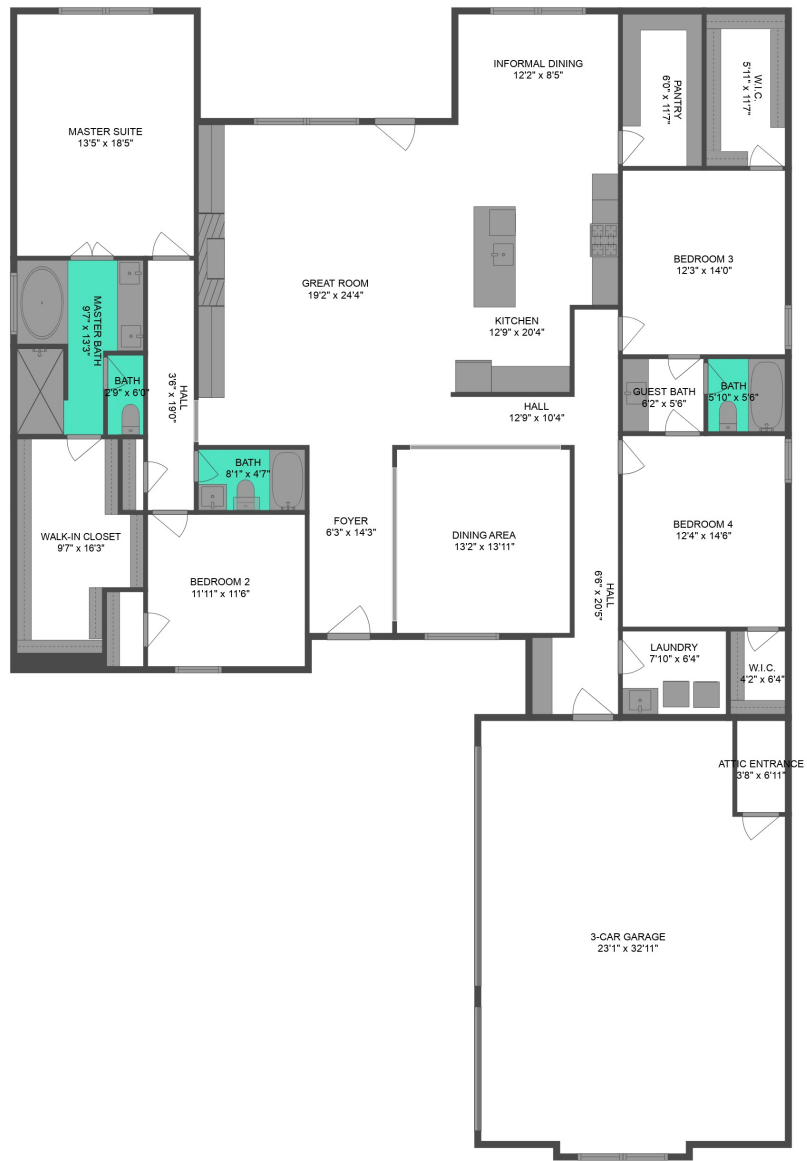 INFORMAL DINING
12'2" x 8'5"
PANTRY
6'0" x 11'7"
W.I.C.
5'11" x 11'7"
MASTER SUITE
13'5" x 18'5"
BEDROOM 3
12'3" x 14'0"
GREAT ROOM
19'2" x 24'4"
MASTER BATH
9'7" x 13'3"
KITCHEN
12'9" x 20'4"
BATH
2'9" x 6'0"
HALL
3'6" x 19'0"
GUEST BATH
6'2" x 5'6"
BATH
5'10" x 5'6"
HALL
12'9" x 10'4"
BATH
8'1" x 4'7"
FOYER
6'3" x 14'3"
DINING AREA
13'2" x 13'11"
BEDROOM 4
12'4" x 14'6"
WALK-IN CLOSET
9'7" x 16'3"
BEDROOM 2
11'11" x 11'6"
HALL
6'6" x 20'5"
LAUNDRY
7'10" x 6'4"
W.I.C.
4'2" x 6'4"
ATTIC ENTRANCE
3'8" x 6'11"
3-CAR GARAGE
23'1" x 32'11"